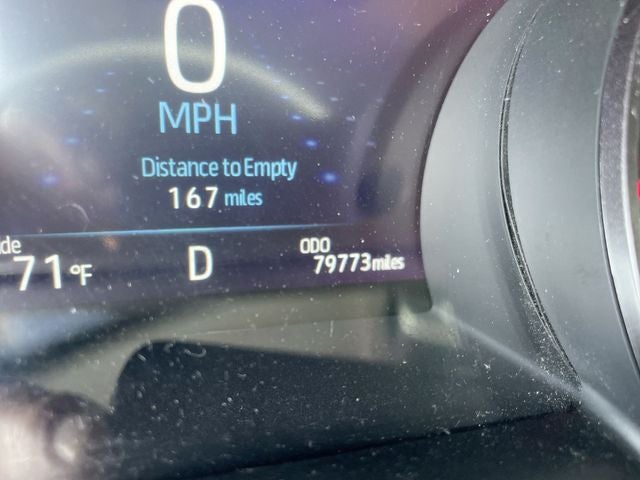 0
MPH
Distance to Empty
167 miles
71°F
D
ODO
79773 miles